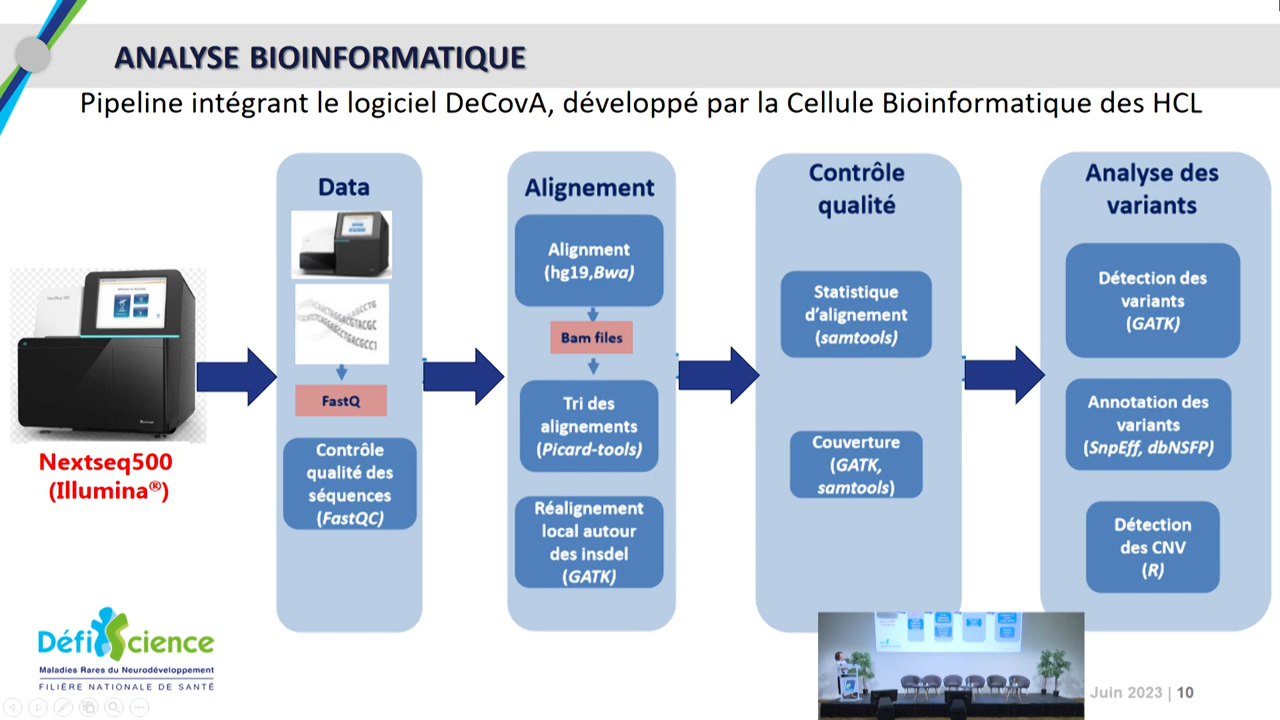 ANALYSE BIOINFORMATIQUE
Pipeline intégrant le logiciel DeCovA, développé par la Cellule Bioinformatique des HCL
Nextseq500
(Illumina®)
Data
FastQ
Contrôle
qualité des
séquences
(FastQC)
Alignement
Alignment
(hg19,Bwa)
Bam files
Tri des
alignements
(Picard-tools)
Réalignement
local autour
des insdel
(GATK)
Contrôle
qualité
Statistique
d'alignement
(samtools)
Couverture
(GATK,
samtools)
Analyse des
variants
Détection des
variants
(GATK)
Annotation des
variants
(SnpEff, dbNSFP)
Détection
des CNV
(R)
DéfiScience
Maladies Rares du Neurodéveloppement
FILIÈRE NATIONALE DE SANTÉ
Juin 2023 | 10